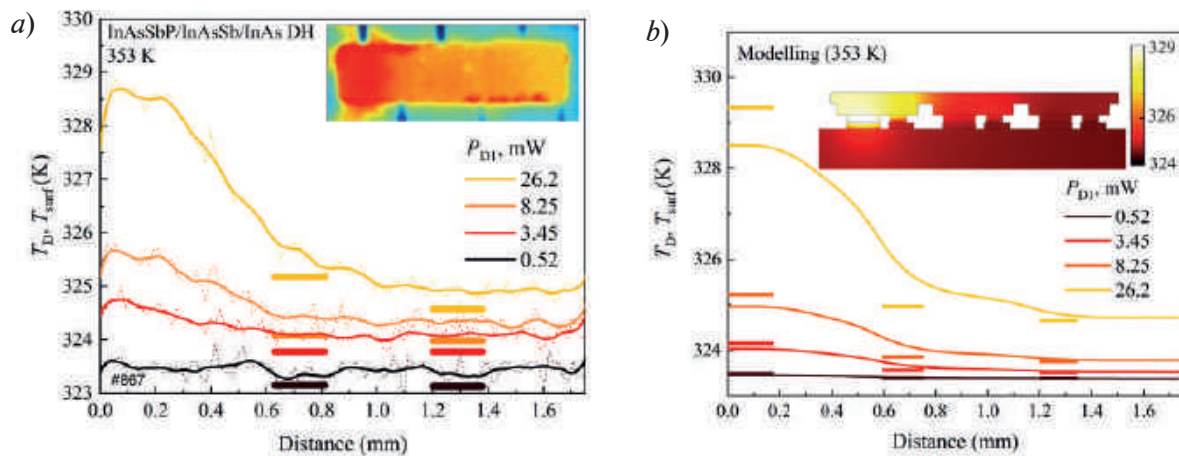 a)
InAsSbP/InAsSb/InAs DH
353 K
P_D1, mW
26.2
8.25
3.45
0.52
#867
T_D, T_surf (K)
330
329
328
327
326
325
324
323
0.0 0.2 0.4 0.6 0.8 1.0 1.2 1.4 1.6
Distance (mm)
b)
Modelling (353 K)
329
326
324
P_D1, mW
0.52
3.45
8.25
26.2
T_D, T_surf (K)
330
328
326
324
0.0 0.2 0.4 0.6 0.8 1.0 1.2 1.4 1.6
Distance (mm)